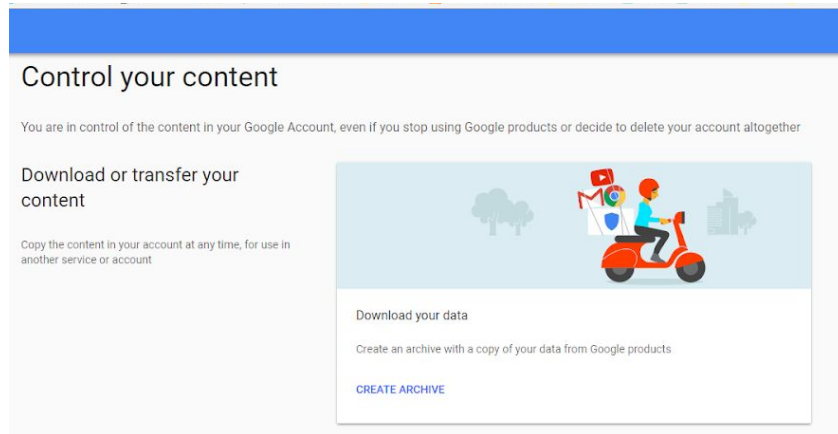 Control your content
You are in control of the content in your Google Account, even if you stop using Google products or decide to delete your account altogether
Download or transfer your
content
Copy the content in your account at any time, for use in
another service or account
Download your data
Create an archive with a copy of your data from Google products
CREATE ARCHIVE